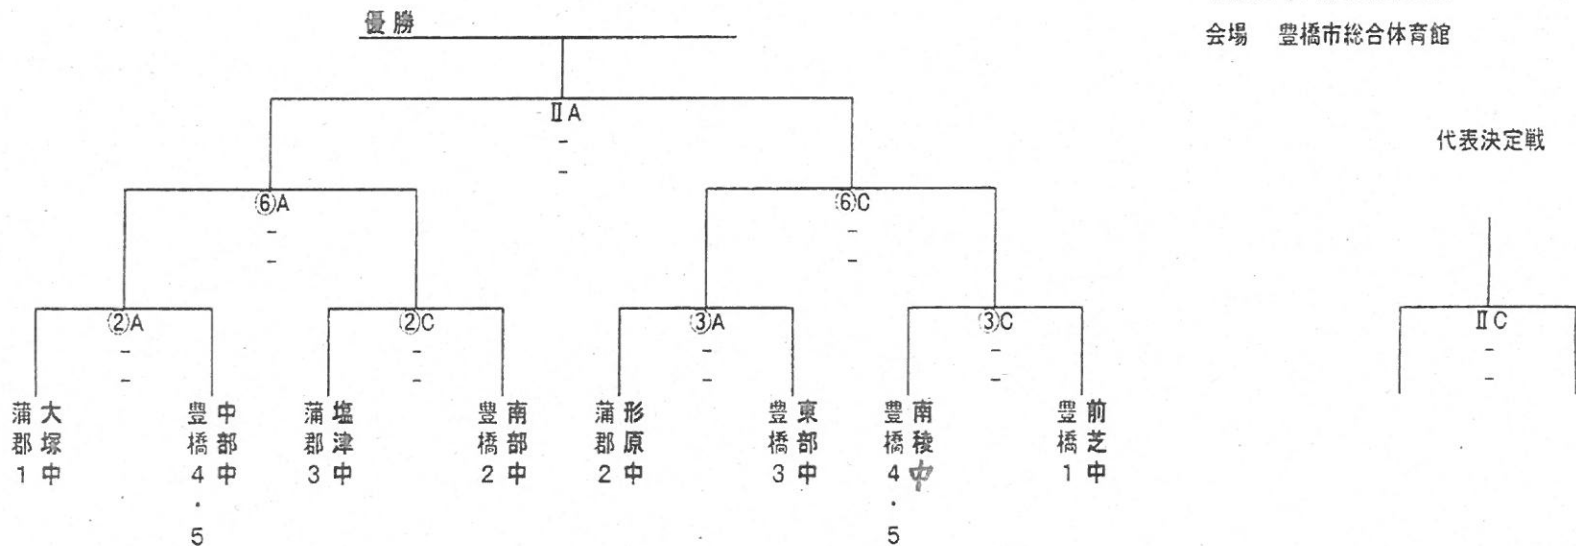 優勝
会場 豊橋市総合体育館
ⅡA
-
-
代表決定戦
⑥A
-
-
⑥C
-
-
②A
-
-
②C
-
-
③A
-
-
③C
-
-
ⅡC
-
-
大塚中
蒲郡1
中部中
豊橋4・5
塩津中
蒲郡3
南部中
豊橋2
形原中
蒲郡2
東部中
豊橋3
南稜中
豊橋4・5
前芝中
豊橋1